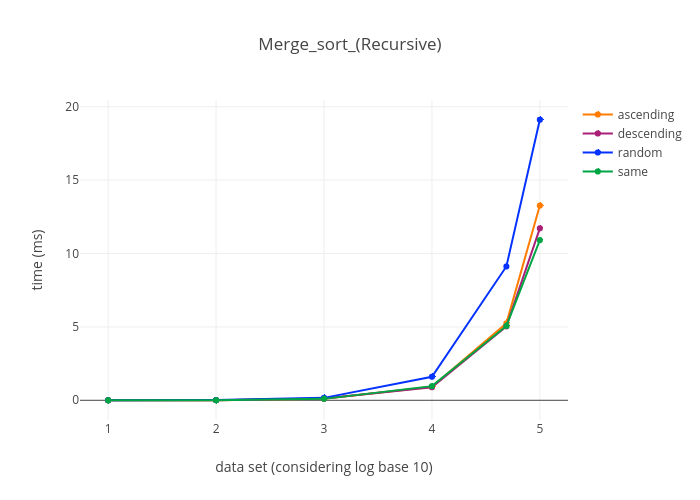 Merge_sort_(Recursive)
20
15
10
5
0
time (ms)
1 2 3 4 5
data set (considering log base 10)
ascending
descending
random
same